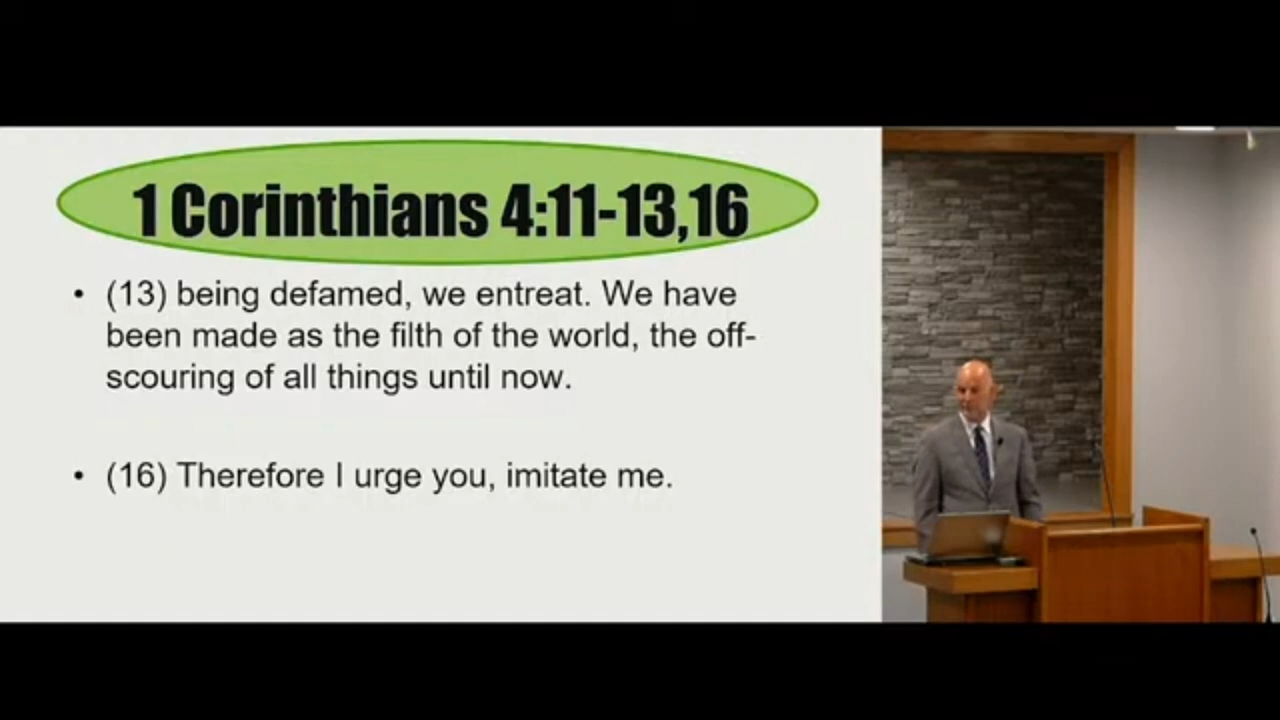 1 Corinthians 4:11-13,16
• (13) being defamed, we entreat. We have
been made as the filth of the world, the off-
scouring of all things until now.
• (16) Therefore I urge you, imitate me.